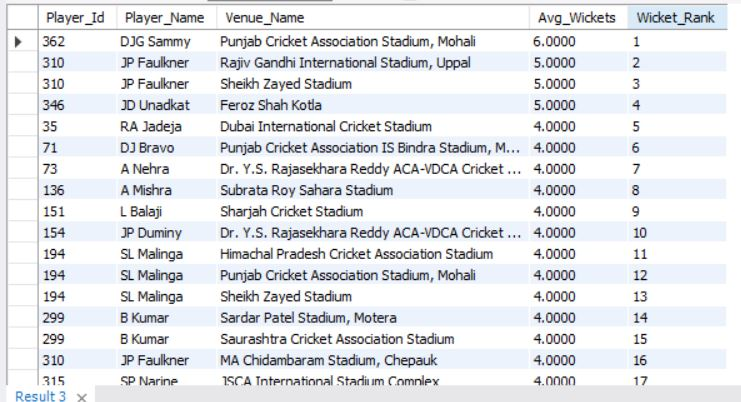 Player_Id Player_Name Venue_Name Avg_Wickets Wicket_Rank
362 DJG Sammy Punjab Cricket Association Stadium, Mohali 6.0000 1
310 JP Faulkner Rajiv Gandhi International Stadium, Uppal 5.0000 2
310 JP Faulkner Sheikh Zayed Stadium 5.0000 3
346 JD Unadkat Feroz Shah Kotla 5.0000 4
35 RA Jadeja Dubai International Cricket Stadium 4.0000 5
71 DJ Bravo Punjab Cricket Association IS Bindra Stadium, M... 4.0000 6
73 A Nehra Dr. Y.S. Rajasekhara Reddy ACA-VDCA Cricket ... 4.0000 7
136 A Mishra Subrata Roy Sahara Stadium 4.0000 8
151 L Balaji Sharjah Cricket Stadium 4.0000 9
154 JP Duminy Dr. Y.S. Rajasekhara Reddy ACA-VDCA Cricket ... 4.0000 10
194 SL Malinga Himachal Pradesh Cricket Association Stadium 4.0000 11
194 SL Malinga Punjab Cricket Association Stadium, Mohali 4.0000 12
194 SL Malinga Sheikh Zayed Stadium 4.0000 13
299 B Kumar Sardar Patel Stadium, Motera 4.0000 14
299 B Kumar Saurashtra Cricket Association Stadium 4.0000 15
310 JP Faulkner MA Chidambaram Stadium, Chepauk 4.0000 16
315 SP Narine JSCA International Stadium Complex 4.0000 17
Result 3